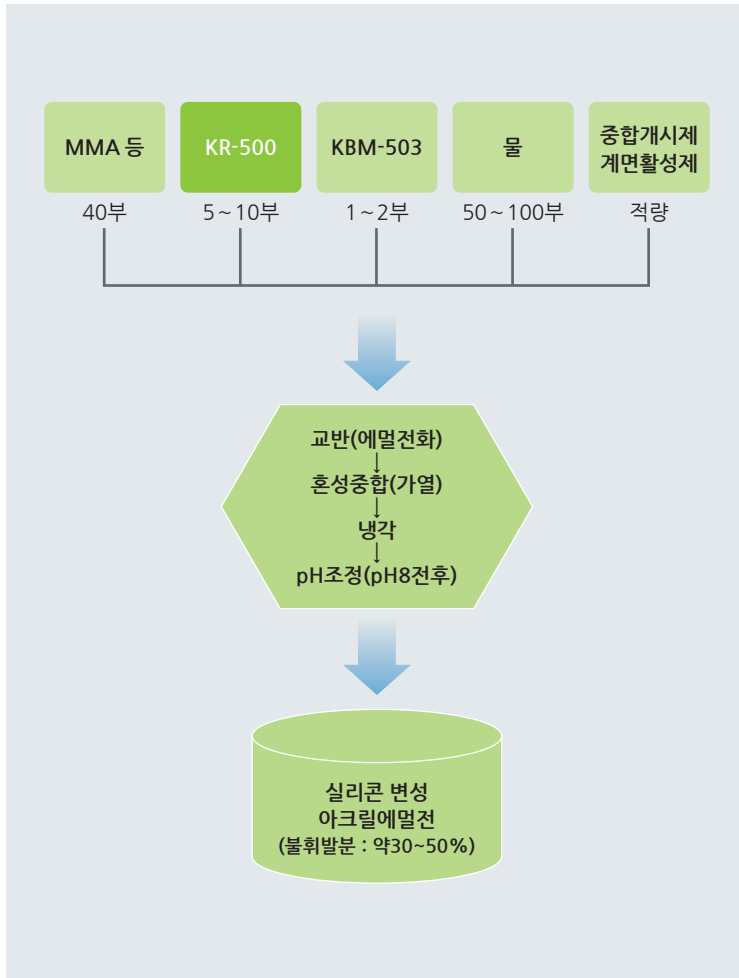 MMA 등
KR-500
KBM-503
물
중합개시제
계면활성제
40부
5~10부
1~2부
50~100부
적량
교반(에멀전화)
↓
혼성중합(가열)
↓
냉각
↓
pH조정(pH8전후)
실리콘 변성
아크릴에멀전
(불휘발분 : 약30~50%)